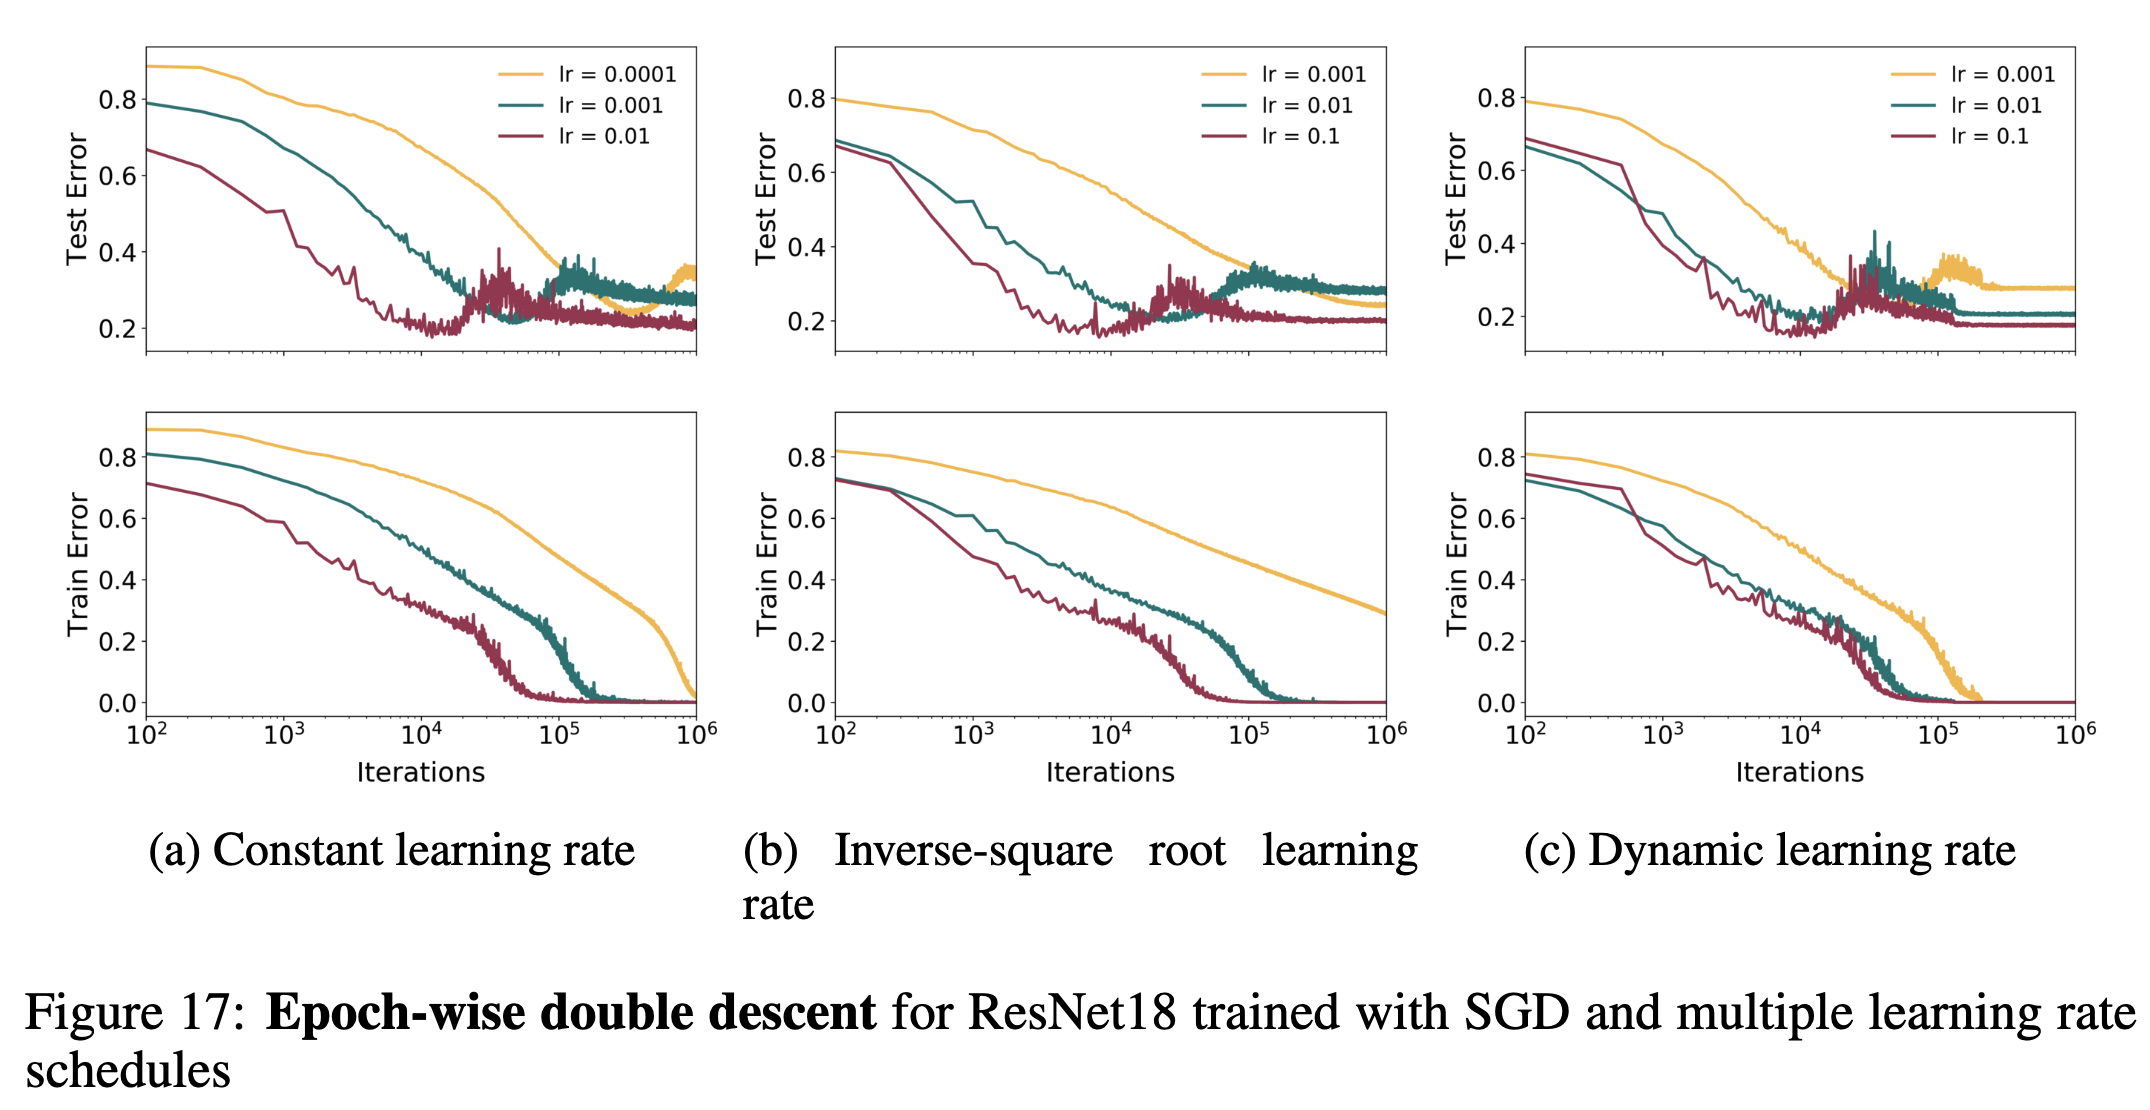 Test Error
0.8
0.6
0.4
0.2
lr = 0.0001
lr = 0.001
lr = 0.01
Train Error
0.8
0.6
0.4
0.2
0.0
10² 10³ 10⁴ 10⁵ 10⁶
Iterations
(a) Constant learning rate
Test Error
0.8
0.6
0.4
0.2
lr = 0.001
lr = 0.01
lr = 0.1
Train Error
0.8
0.6
0.4
0.2
0.0
10² 10³ 10⁴ 10⁵ 10⁶
Iterations
(b) Inverse-square root learning
rate
Test Error
0.8
0.6
0.4
0.2
lr = 0.001
lr = 0.01
lr = 0.1
Train Error
0.8
0.6
0.4
0.2
0.0
10² 10³ 10⁴ 10⁵ 10⁶
Iterations
(c) Dynamic learning rate
Figure 17: Epoch-wise double descent for ResNet18 trained with SGD and multiple learning rate
schedules